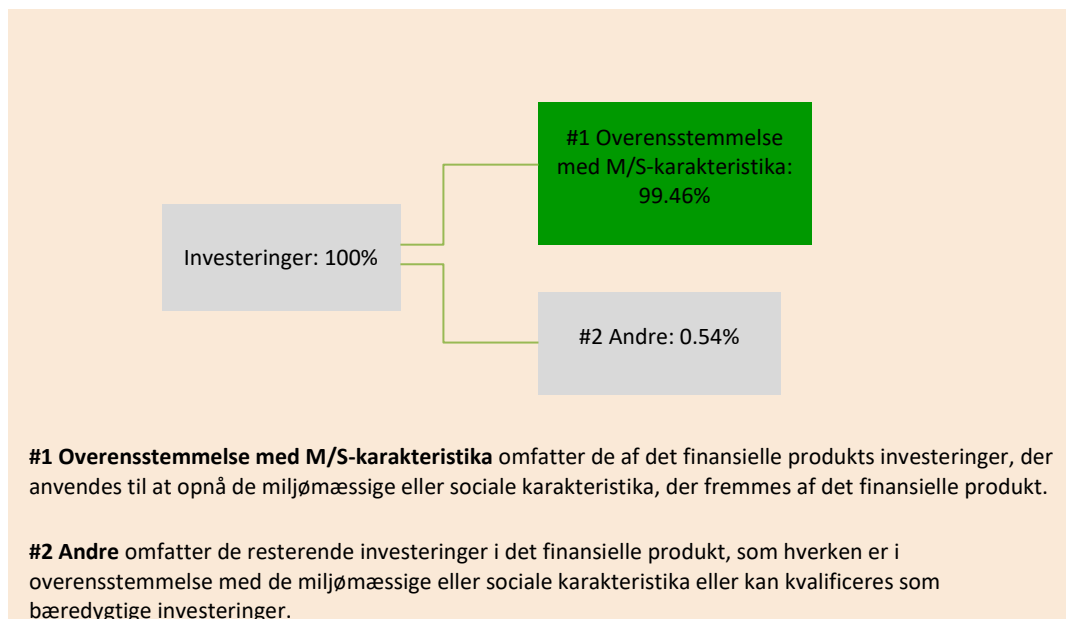 #1 Overensstemmelse
med M/S-karakteristika:
99.46%
Investeringer: 100%
#2 Andre: 0.54%
#1 Overensstemmelse med M/S-karakteristika omfatter de af det finansielle produkts investeringer, der
anvendes til at opnå de miljømæssige eller sociale karakteristika, der fremmes af det finansielle produkt.
#2 Andre omfatter de resterende investeringer i det finansielle produkt, som hverken er i
overensstemmelse med de miljømæssige eller sociale karakteristika eller kan kvalificeres som
bæredygtige investeringer.